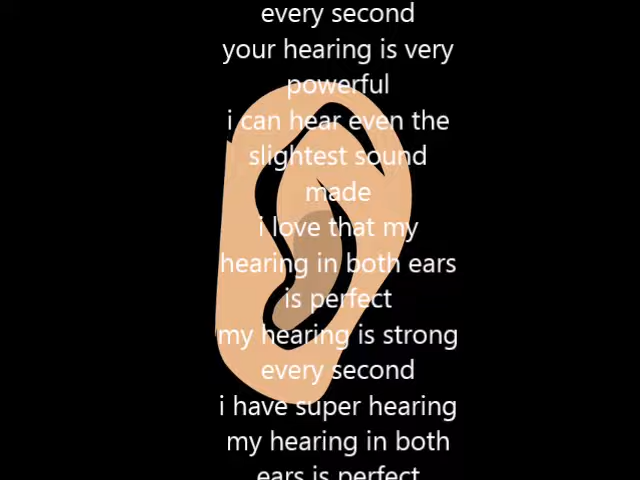 every second
your hearing is very
powerful
i can hear even the
slightest sound
made
i love that my
hearing in both ears
is perfect
my hearing is strong
every second
i have super hearing
my hearing in both
ears is perfect